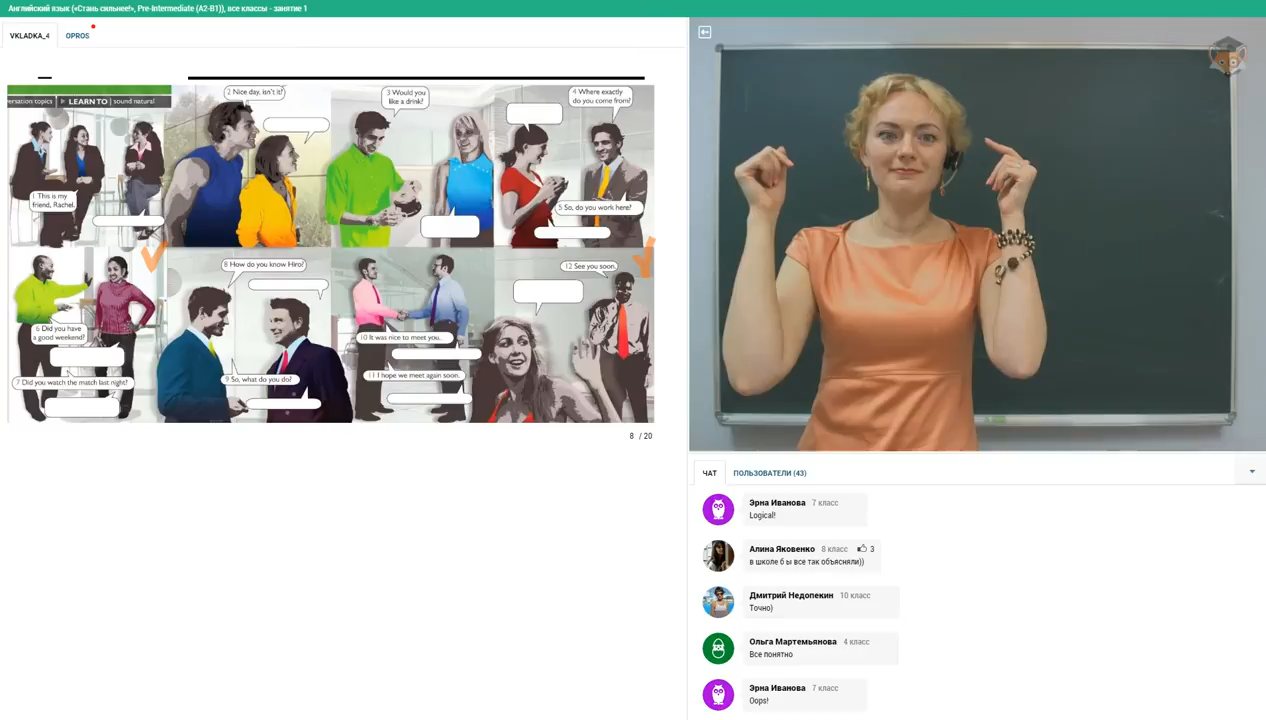 Английский язык («Стань сильнее!», Pre-Intermediate (A2-B1)), все классы - занятие 1
VKLADKA_4
OPROS
versation topics | ▶ LEARN TO | sound natural
1 This is my
friend, Rachel.
2 Nice day, isn't it?
3 Would you
like a drink?
4 Where exactly
do you come from?
5 So, do you work here?
6 Did you have
a good weekend?
7 Did you watch the match last night?
8 How do you know Hiro?
9 So, what do you do?
10 It was nice to meet you.
11 I hope we meet again soon.
12 See you soon.
8 / 20
ЧАТ
ПОЛЬЗОВАТЕЛИ (43)
Эрна Иванова 7 класс
Logical!
Алина Яковенко 8 класс 3
в школе б ы все так объясняли))
Дмитрий Недопекин 10 класс
Точно)
Ольга Мартемьянова 4 класс
Все понятно
Эрна Иванова 7 класс
Oops!